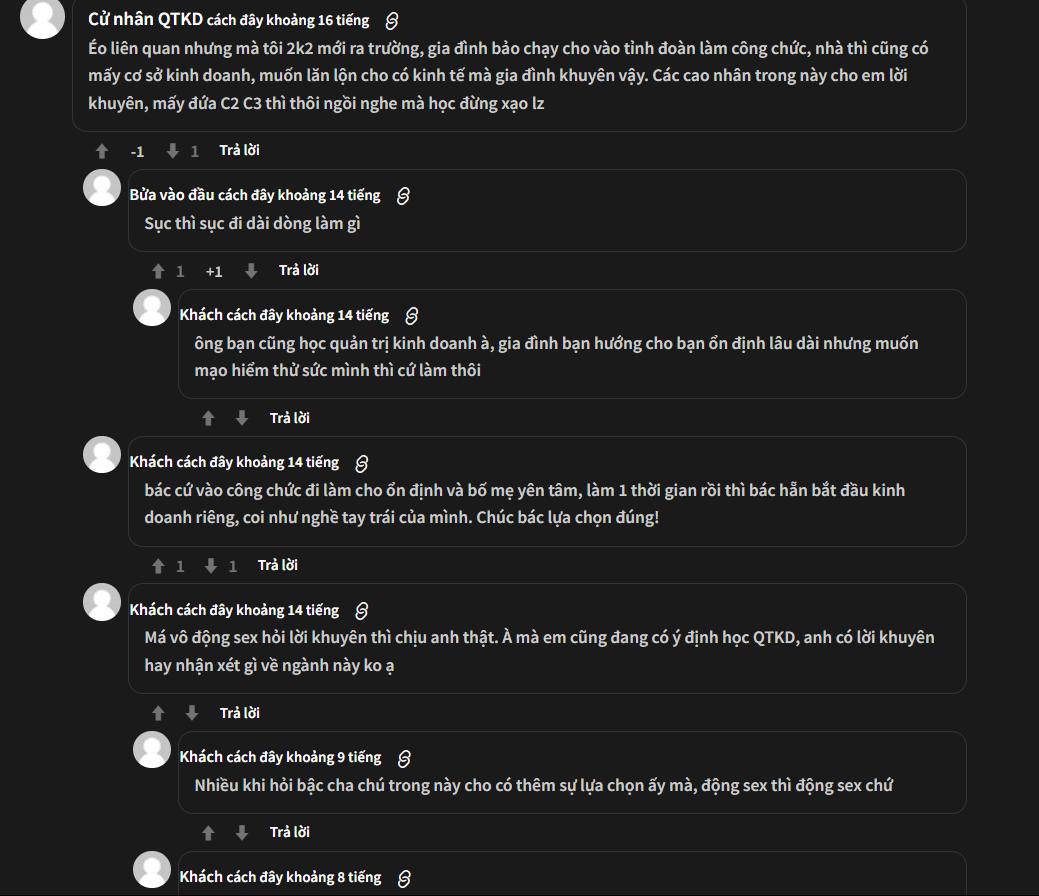 Cử nhân QTKD cách đây khoảng 16 tiếng
Éo liên quan nhưng mà tôi 2k2 mới ra trường, gia đình bảo chạy cho vào tỉnh đoàn làm công chức, nhà thì cũng có
mấy cơ sở kinh doanh, muốn lăn lộn cho có kinh tế mà gia đình khuyên vậy. Các cao nhân trong này cho em lời
khuyên, mấy đứa C2 C3 thì thôi ngồi nghe mà học đừng xạo lz
-1 1 Trả lời
Bửa vào đầu cách đây khoảng 14 tiếng
Sục thì sục đi dài dòng làm gì
1 +1 Trả lời
Khách cách đây khoảng 14 tiếng
ông bạn cũng học quản trị kinh doanh à, gia đình bạn hướng cho bạn ổn định lâu dài nhưng muốn
mạo hiểm thử sức mình thì cứ làm thôi
Trả lời
Khách cách đây khoảng 14 tiếng
bác cứ vào công chức đi làm cho ổn định và bố mẹ yên tâm, làm 1 thời gian rồi thì bác hẵn bắt đầu kinh
doanh riêng, coi như nghề tay trái của mình. Chúc bác lựa chọn đúng!
1 1 Trả lời
Khách cách đây khoảng 14 tiếng
Má vô động sex hỏi lời khuyên thì chịu anh thật. À mà em cũng đang có ý định học QTKD, anh có lời khuyên
hay nhận xét gì về ngành này ko ạ
Trả lời
Khách cách đây khoảng 9 tiếng
Nhiều khi hỏi bậc cha chú trong này cho có thêm sự lựa chọn ấy mà, động sex thì động sex chứ
Trả lời
Khách cách đây khoảng 8 tiếng